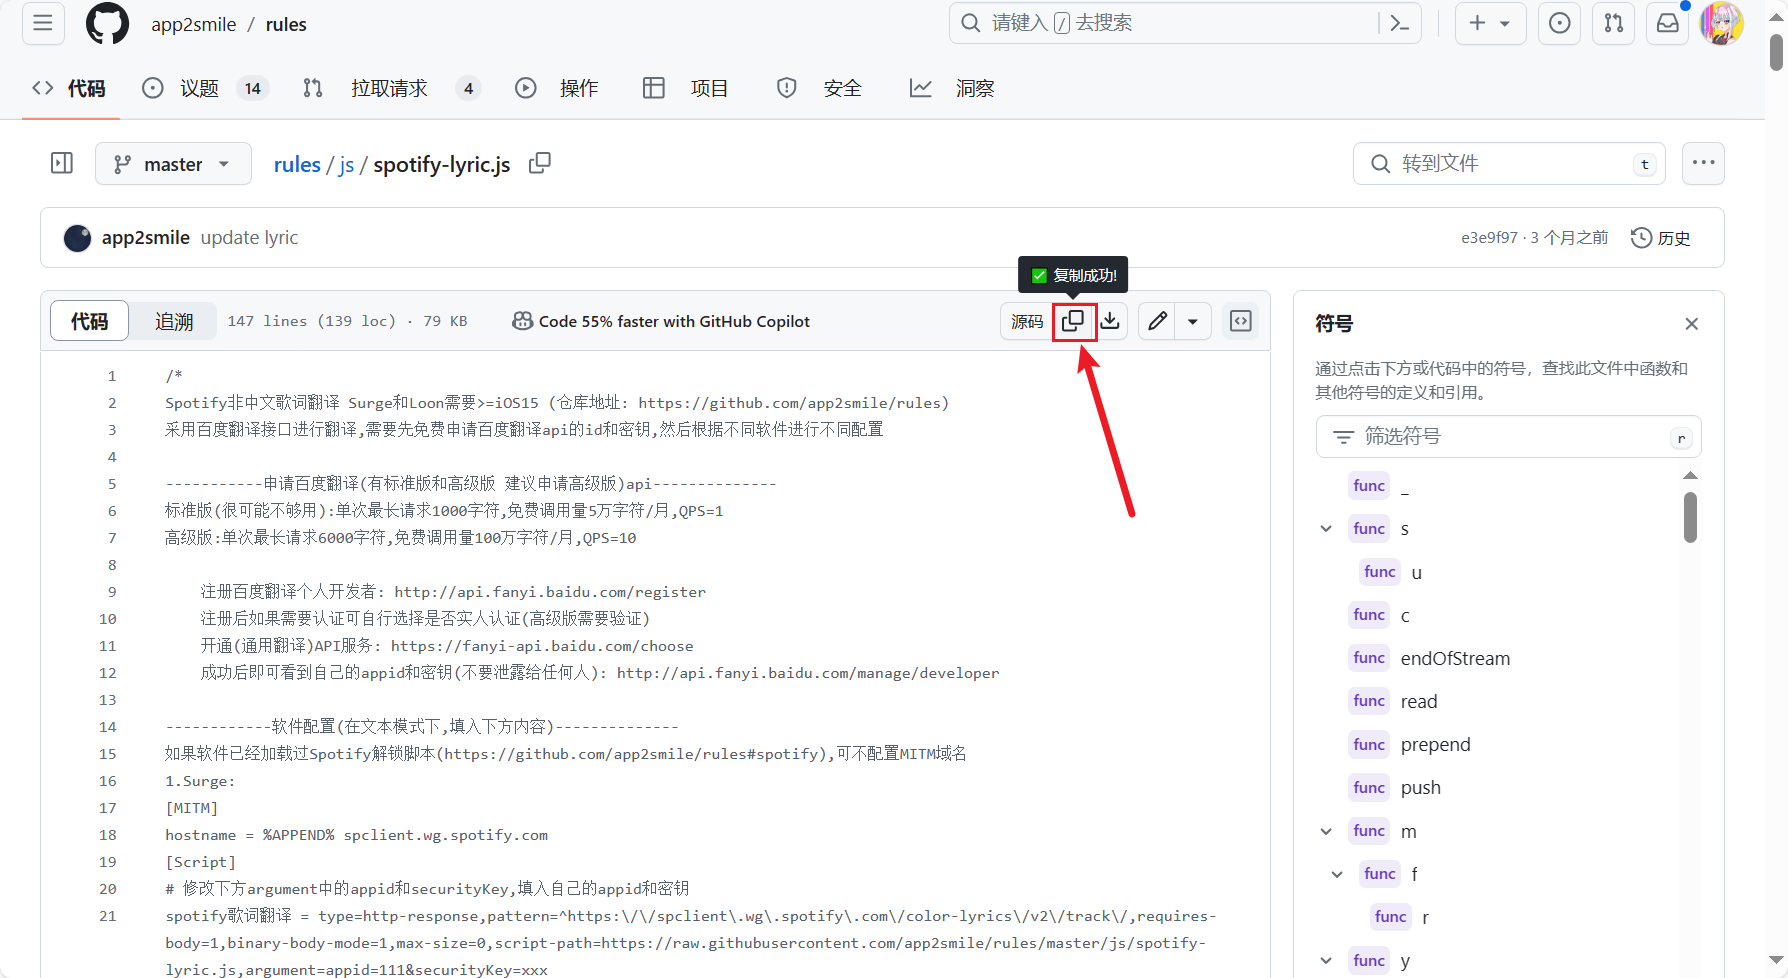 app2smile / rules
请键入 / 去搜索
代码
议题 14
拉取请求 4
操作
项目
安全
洞察
master
rules / js / spotify-lyric.js
转到文件 t
app2smile update lyric
e3e9f97 · 3 个月之前
历史
✅ 复制成功!
代码
追溯
147 lines (139 loc) · 79 KB
Code 55% faster with GitHub Copilot
源码
1 /*
2 Spotify非中文歌词翻译 Surge和Loon需要>=iOS15 (仓库地址: https://github.com/app2smile/rules)
3 采用百度翻译接口进行翻译,需要先免费申请百度翻译api的id和密钥,然后根据不同软件进行不同配置
4
5 -----------申请百度翻译(有标准版和高级版 建议申请高级版)api--------------
6 标准版(很可能不够用):单次最长请求1000字符,免费调用量5万字符/月,QPS=1
7 高级版:单次最长请求6000字符,免费调用量100万字符/月,QPS=10
8
9 注册百度翻译个人开发者: http://api.fanyi.baidu.com/register
10 注册后如果需要认证可自行选择是否实人认证(高级版需要验证)
11 开通(通用翻译)API服务: https://fanyi-api.baidu.com/choose
12 成功后即可看到自己的appid和密钥(不要泄露给任何人): http://api.fanyi.baidu.com/manage/developer
13
14 ------------软件配置(在文本模式下,填入下方内容)--------------
15 如果软件已经加载过Spotify解锁脚本(https://github.com/app2smile/rules#spotify),可不配置MITM域名
16 1.Surge:
17 [MITM]
18 hostname = %APPEND% spclient.wg.spotify.com
19 [Script]
20 # 修改下方argument中的appid和securityKey,填入自己的appid和密钥
21 spotify歌词翻译 = type=http-response,pattern=^https:\/\/spclient\.wg\.spotify\.com\/color-lyrics\/v2\/track\/,requires-
body=1,binary-body-mode=1,max-size=0,script-path=https://raw.githubusercontent.com/app2smile/rules/master/js/spotify-
lyric.js,argument=appid=111&securityKey=xxx
符号
通过点击下方或代码中的符号，查找此文件中函数和
其他符号的定义和引用。
筛选符号 r
func _
func s
func u
func c
func endOfStream
func read
func prepend
func push
func m
func f
func r
func y